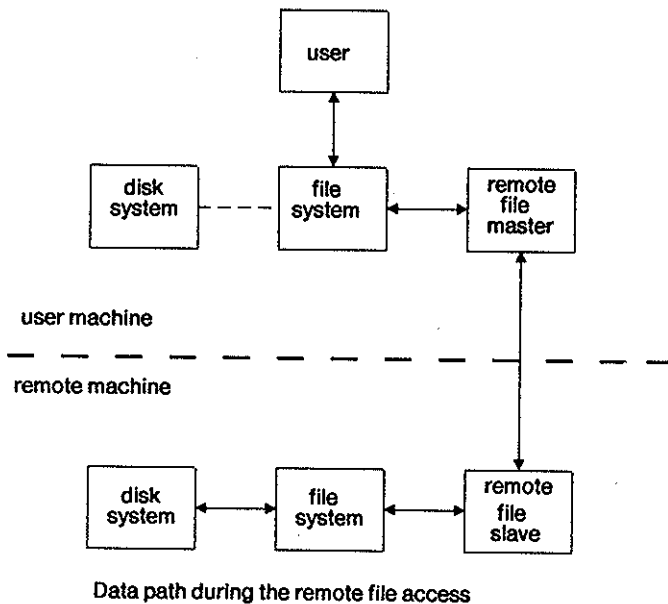 user
disk
system
file
system
remote
file
master
user machine
remote machine
disk
system
file
system
remote
file
slave
Data path during the remote file access